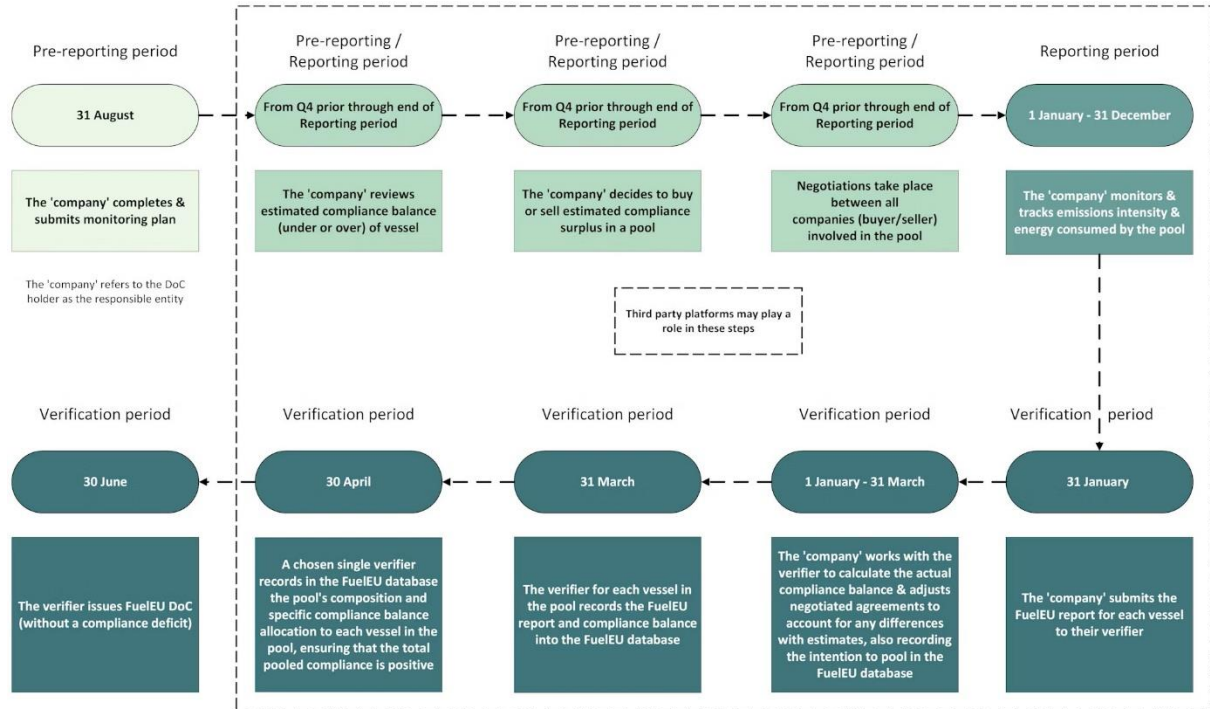 Pre-reporting period
31 August
The 'company' completes &
submits monitoring plan
The 'company' refers to the DoC
holder as the responsible entity
Pre-reporting /
Reporting period
From Q4 prior through end of
Reporting period
The 'company' reviews
estimated compliance balance
(under or over) of vessel
Pre-reporting /
Reporting period
From Q4 prior through end of
Reporting period
The 'company' decides to buy
or sell estimated compliance
surplus in a pool
Pre-reporting /
Reporting period
From Q4 prior through end of
Reporting period
Negotiations take place
between all
companies (buyer/seller)
involved in the pool
Reporting period
1 January - 31 December
The 'company' monitors &
tracks emissions intensity &
energy consumed by the pool
Third party platforms may play a
role in these steps
Verification period
31 January
The 'company' submits the
FuelEU report for each vessel
to their verifier
Verification period
1 January - 31 March
The 'company' works with the
verifier to calculate the actual
compliance balance & adjusts
negotiated agreements to
account for any differences
with estimates, also recording
the intention to pool in the
FuelEU database
Verification period
31 March
The verifier for each vessel in
the pool records the FuelEU
report and compliance balance
into the FuelEU database
Verification period
30 April
A chosen single verifier
records in the FuelEU database
the pool's composition and
specific compliance balance
allocation to each vessel in the
pool, ensuring that the total
pooled compliance is positive
Verification period
30 June
The verifier issues FuelEU DoC
(without a compliance deficit)